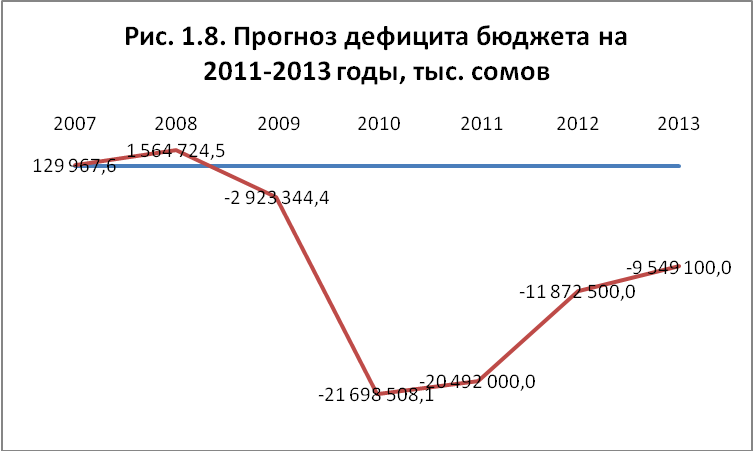 Рис. 1.8. Прогноз дефицита бюджета на
2011-2013 годы, тыс. сомов
2007 2008 2009 2010 2011 2012 2013
129 967,6
1 564 724,5
-2 923 344,4
-21 698 508,1
-20 492 000,0
-11 872 500,0
-9 549 100,0